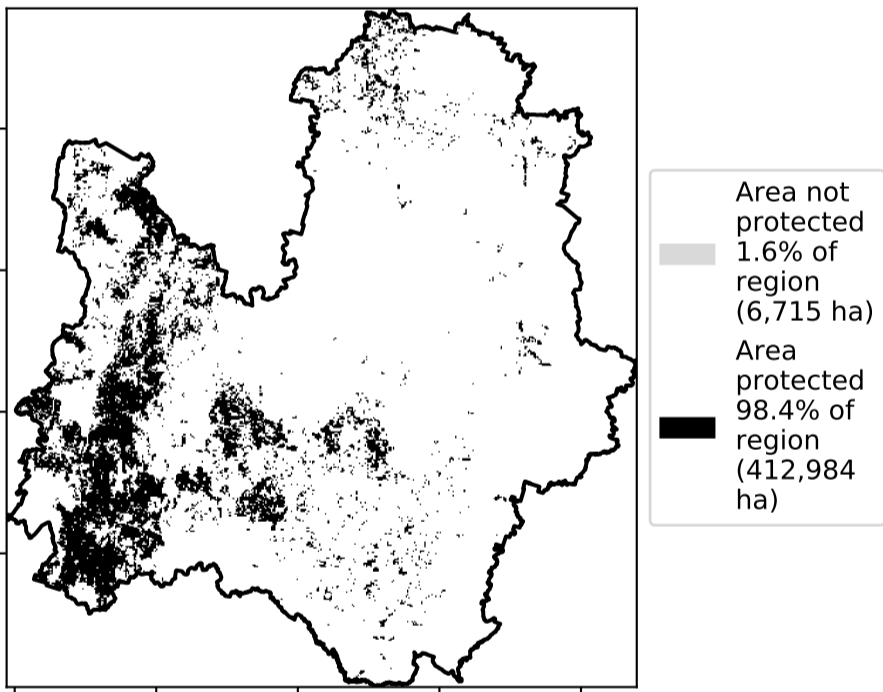 Area not
protected
1.6% of
region
(6,715 ha)
Area
protected
98.4% of
region
(412,984
ha)